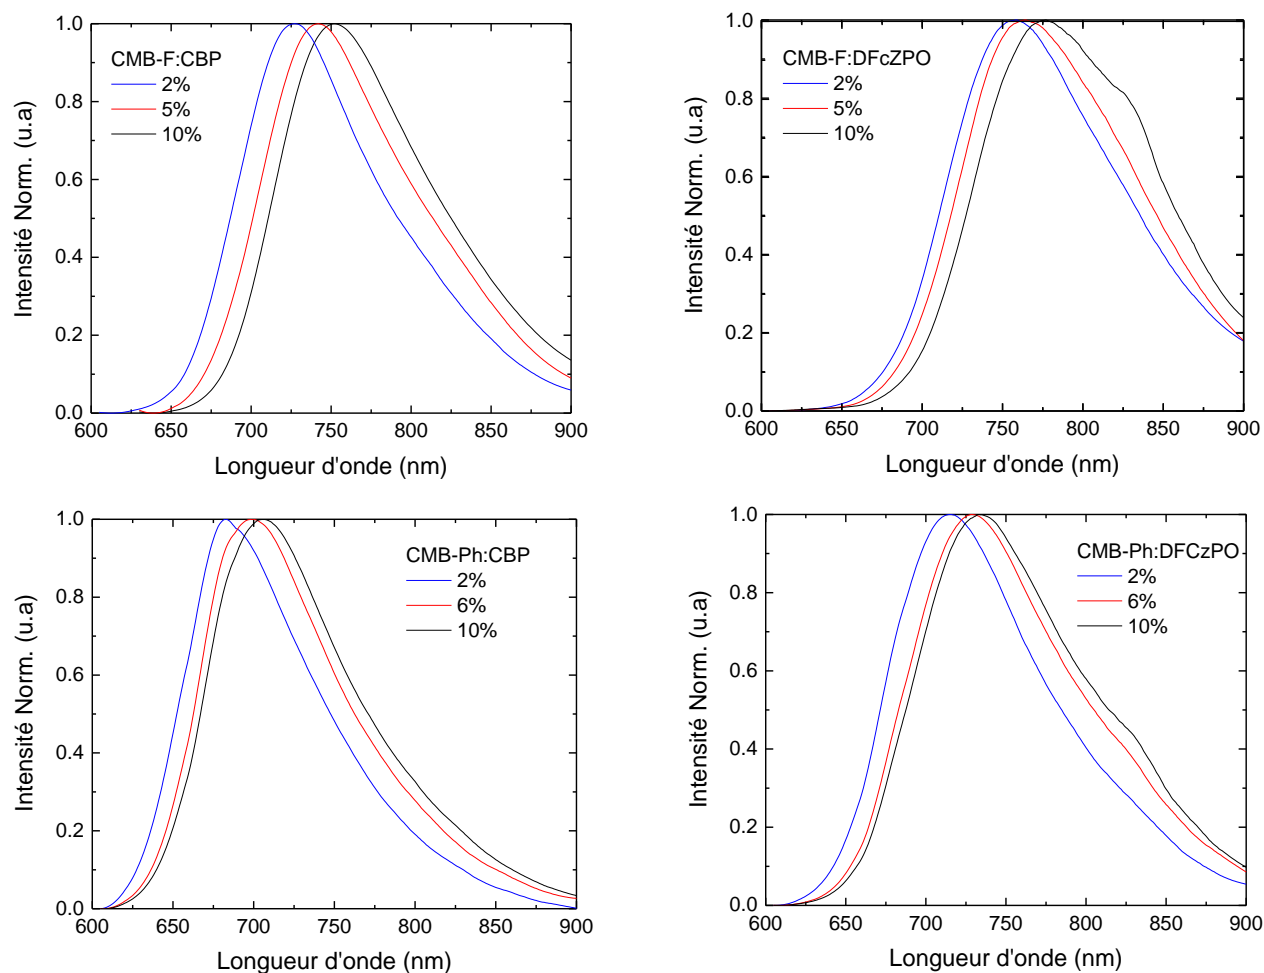 CMB-F:CBP
2%
5%
10%
Intensité Norm. (u.a)
1.0
0.8
0.6
0.4
0.2
0.0
600 650 700 750 800 850 900
Longueur d'onde (nm)
CMB-F:DFcZPO
2%
5%
10%
Intensité Norm. (u.a)
1.0
0.8
0.6
0.4
0.2
0.0
600 650 700 750 800 850 900
Longueur d'onde (nm)
CMB-Ph:CBP
2%
6%
10%
Intensité Norm. (u.a)
1.0
0.8
0.6
0.4
0.2
0.0
600 650 700 750 800 850 900
Longueur d'onde (nm)
CMB-Ph:DFCzPO
2%
6%
10%
Intensité Norm. (u.a)
1.0
0.8
0.6
0.4
0.2
0.0
600 650 700 750 800 850 900
Longueur d'onde (nm)